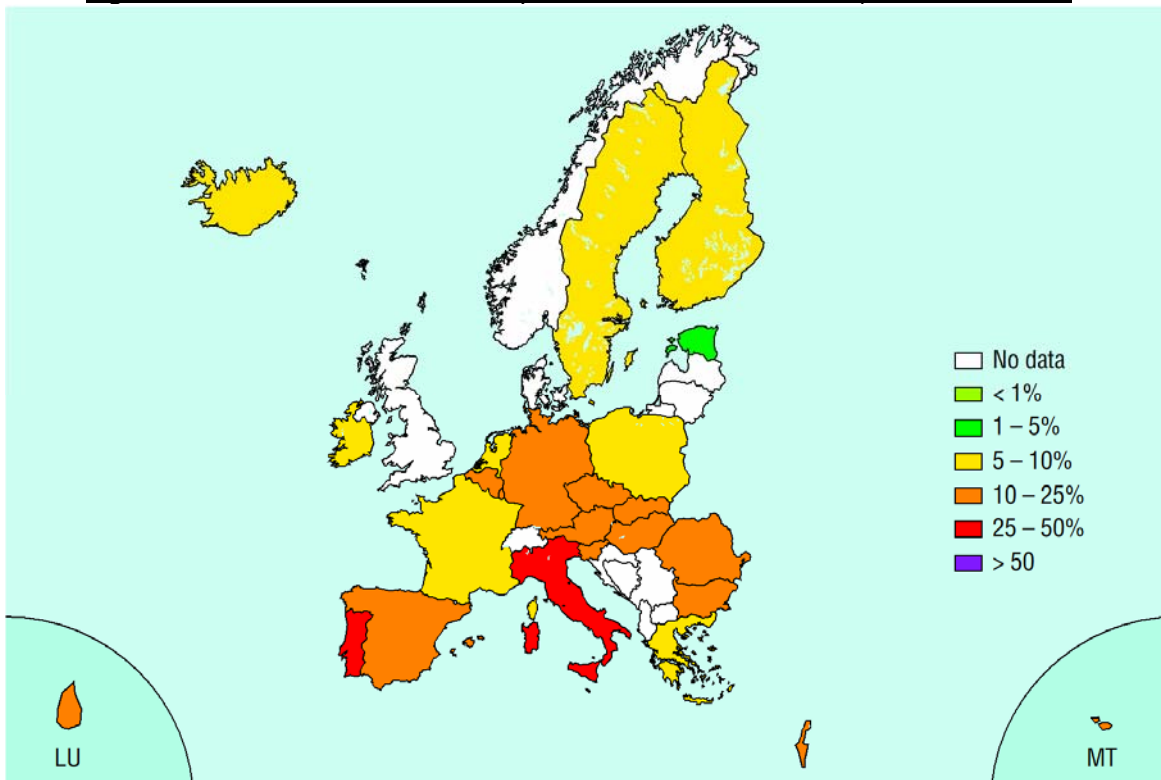 No data
< 1%
1 – 5%
5 – 10%
10 – 25%
25 – 50%
> 50
LU
MT